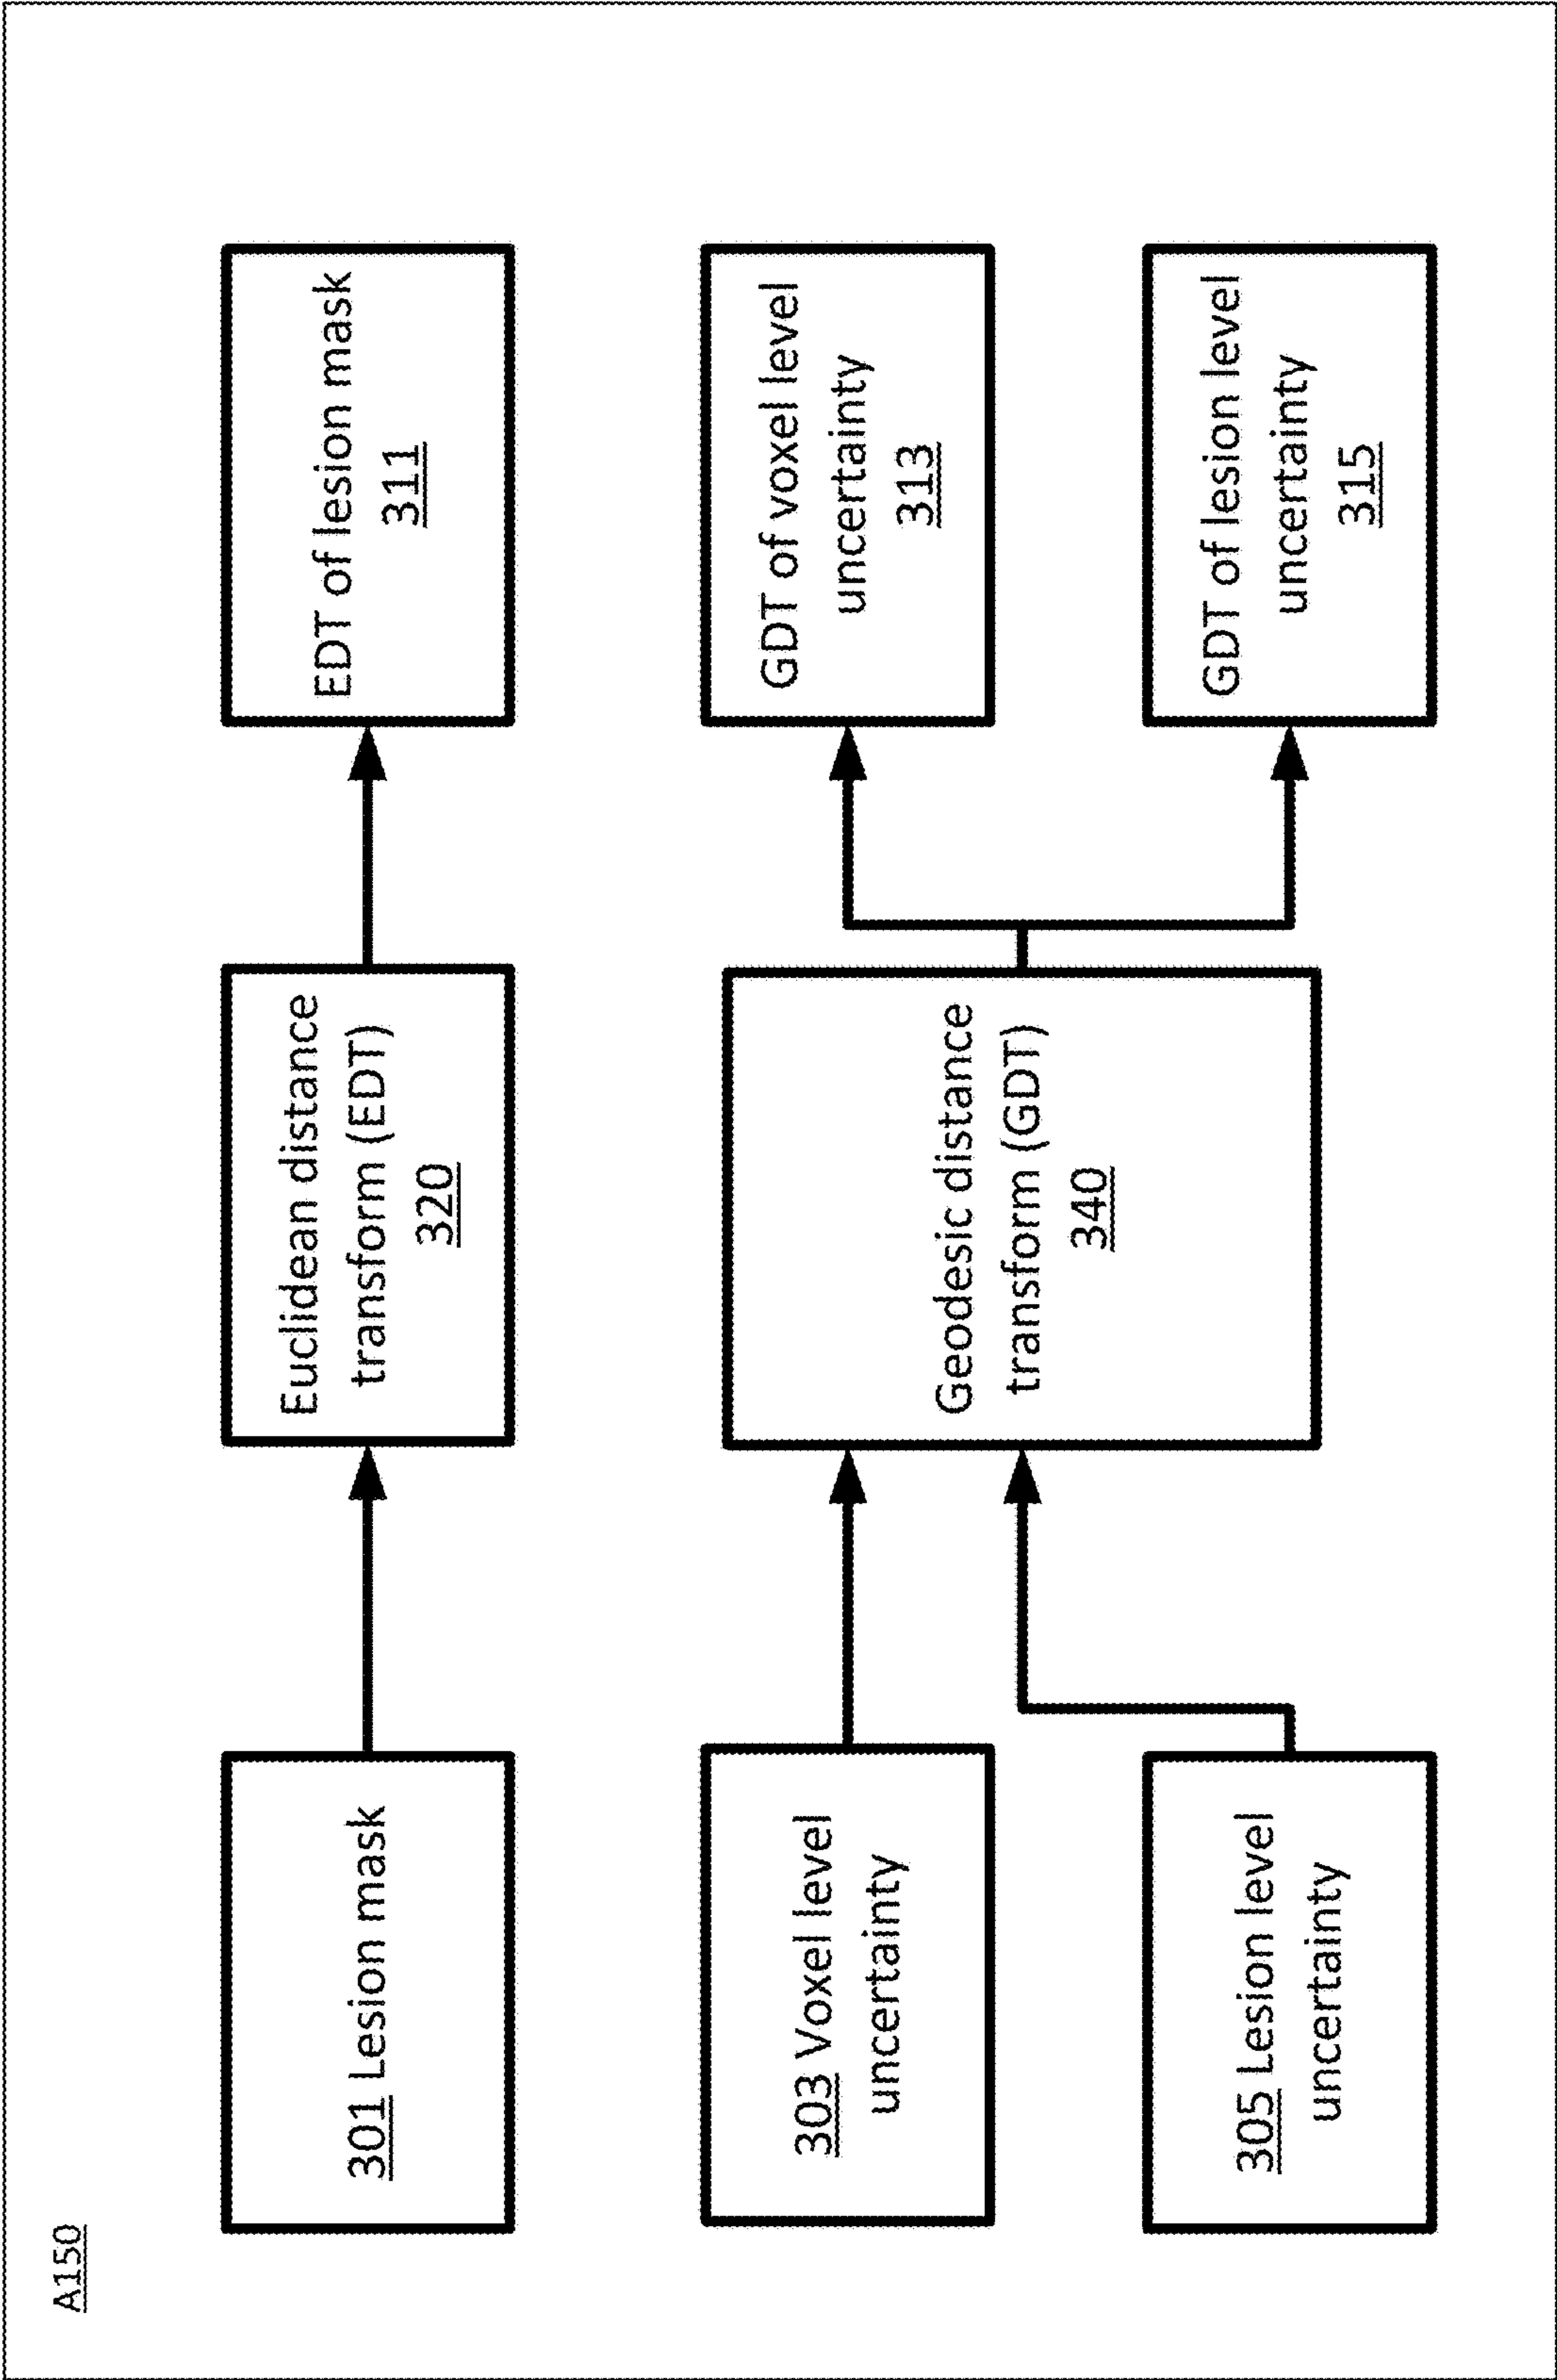 A150
301 Lesion mask
Euclidean distance
transform (EDT)
320
EDT of lesion mask
311
303 Voxel level
uncertainty
305 Lesion level
uncertainty
Geodesic distance
transform (GDT)
340
GDT of voxel level
uncertainty
313
GDT of lesion level
uncertainty
315